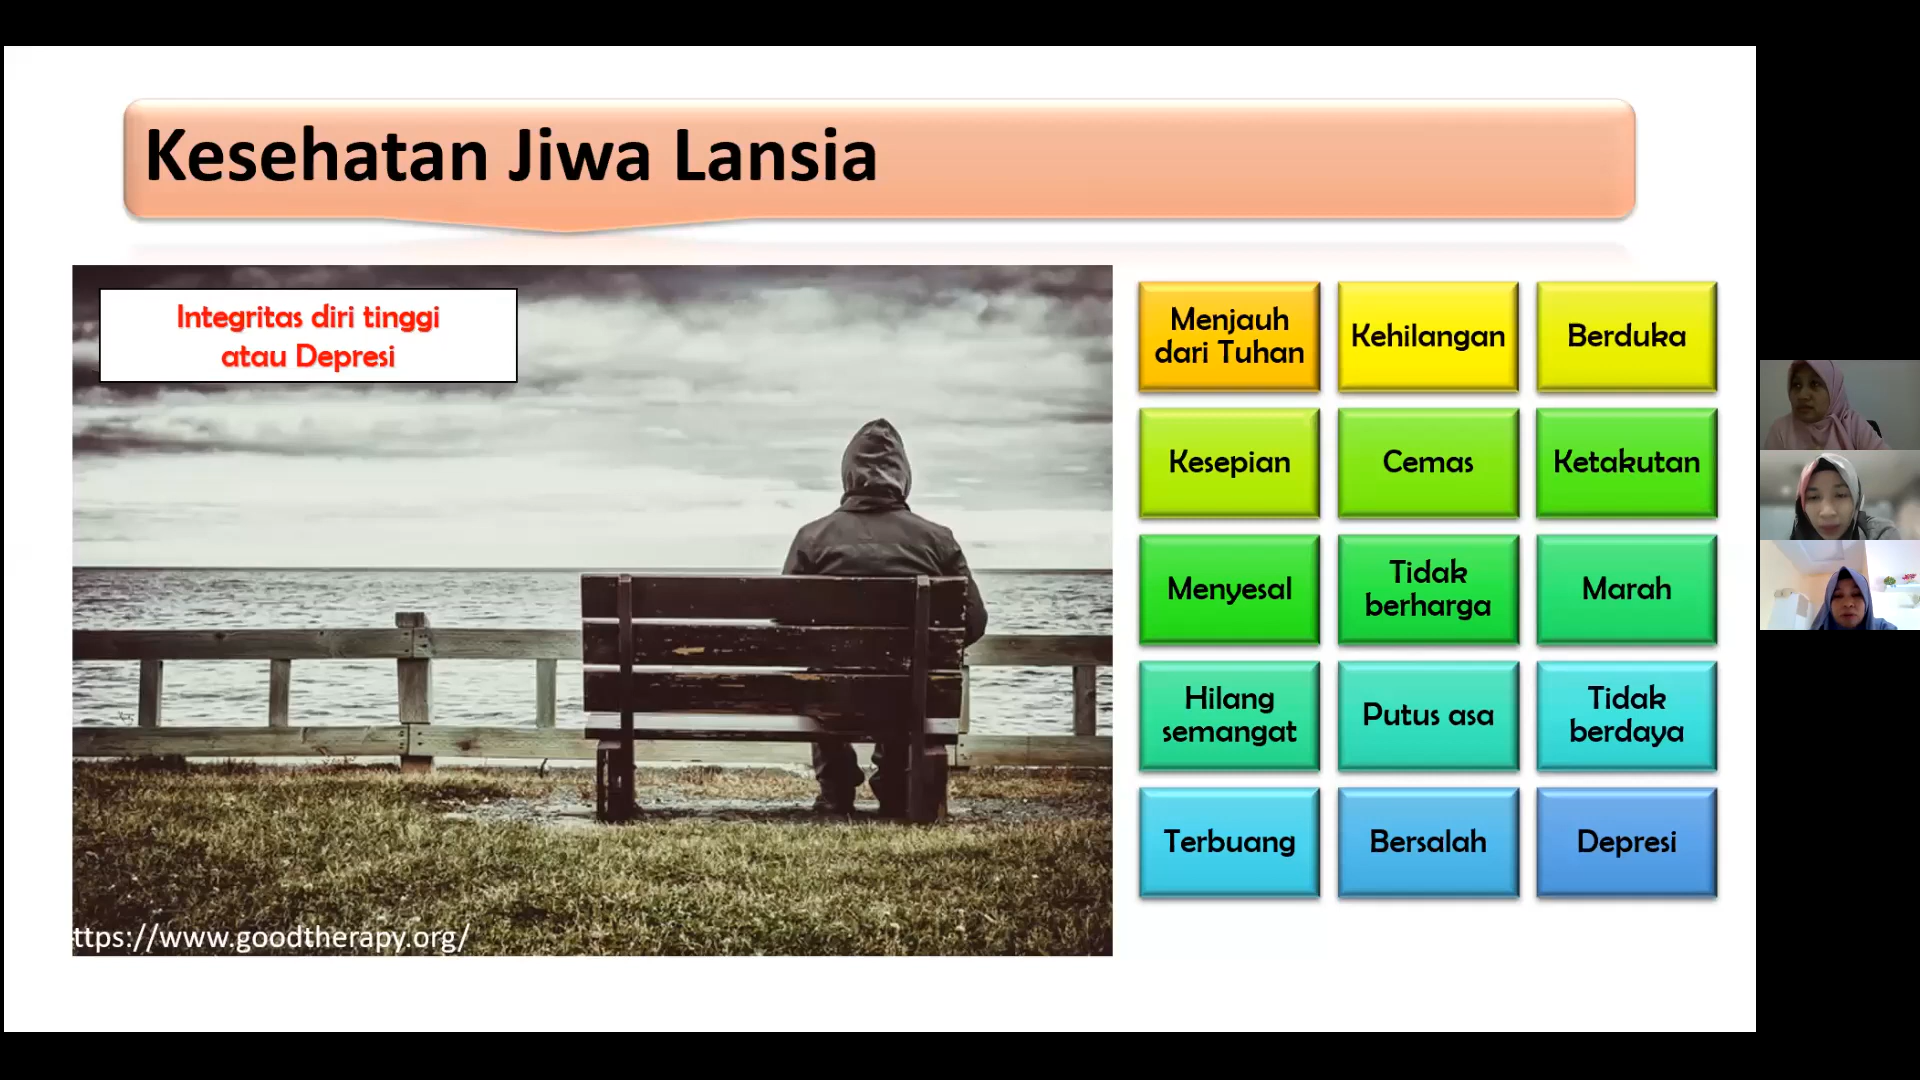 Kesehatan Jiwa Lansia
Integritas diri tinggi
atau Depresi
Menjauh
dari Tuhan
Kehilangan
Berduka
Kesepian
Cemas
Ketakutan
Menyesal
Tidak
berharga
Marah
Hilang
semangat
Putus asa
Tidak
berdaya
Terbuang
Bersalah
Depresi
ttps://www.goodtherapy.org/